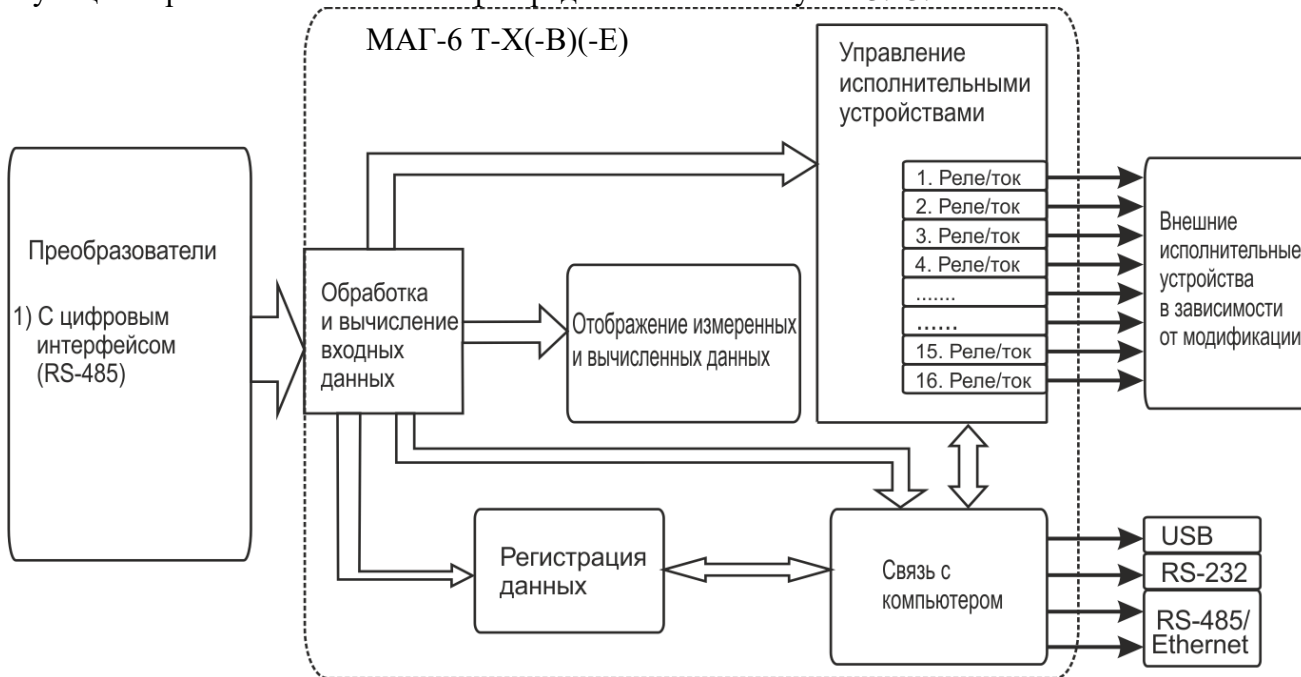 МАГ-6 Т-Х(-В)(-Е)
Управление
исполнительными
устройствами
1. Реле/ток
2. Реле/ток
3. Реле/ток
4. Реле/ток
.......
......
15. Реле/ток
16. Реле/ток
Внешние
исполнительные
устройства
в зависимости
от модификации
Преобразователи
1) С цифровым
интерфейсом
(RS-485)
Обработка
и вычисление
входных
данных
Отображение измеренных
и вычисленных данных
Регистрация
данных
Связь с
компьютером
USB
RS-232
RS-485/
Ethernet